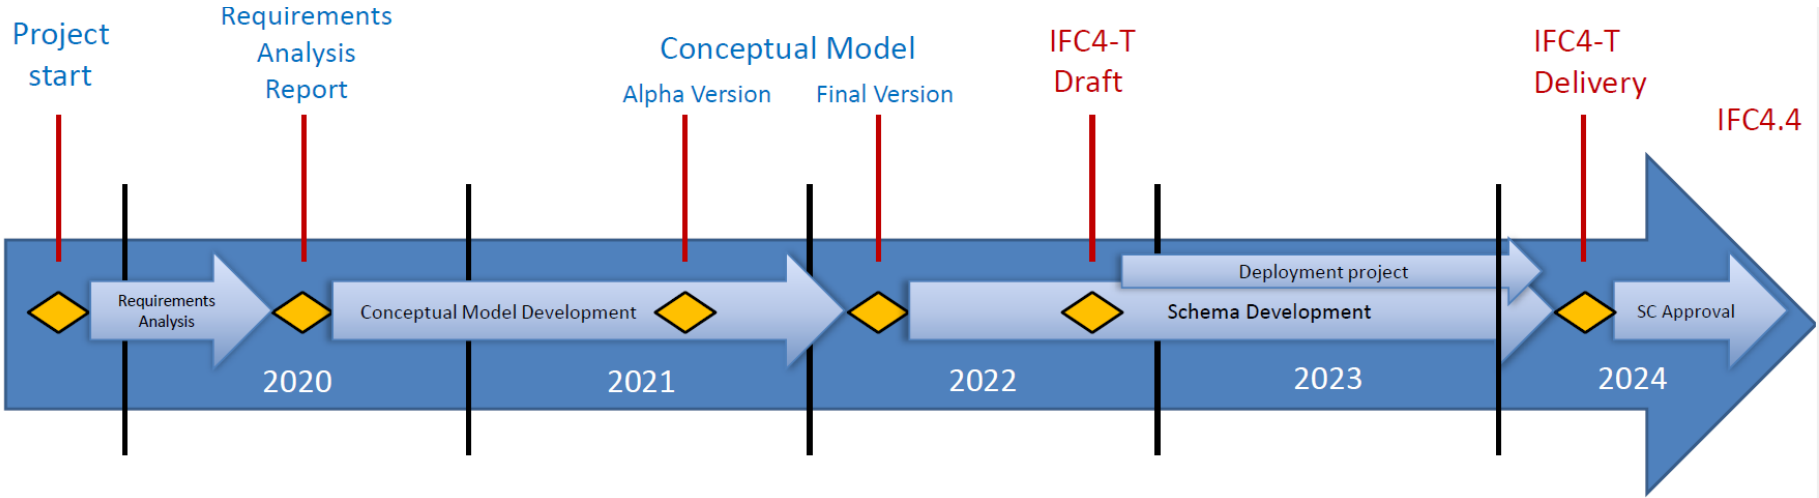 Project
start
Requirements
Analysis
Report
Conceptual Model
Alpha Version
Final Version
IFC4-T
Draft
IFC4-T
Delivery
IFC4.4
Requirements
Analysis
Conceptual Model Development
Deployment project
Schema Development
SC Approval
2020
2021
2022
2023
2024